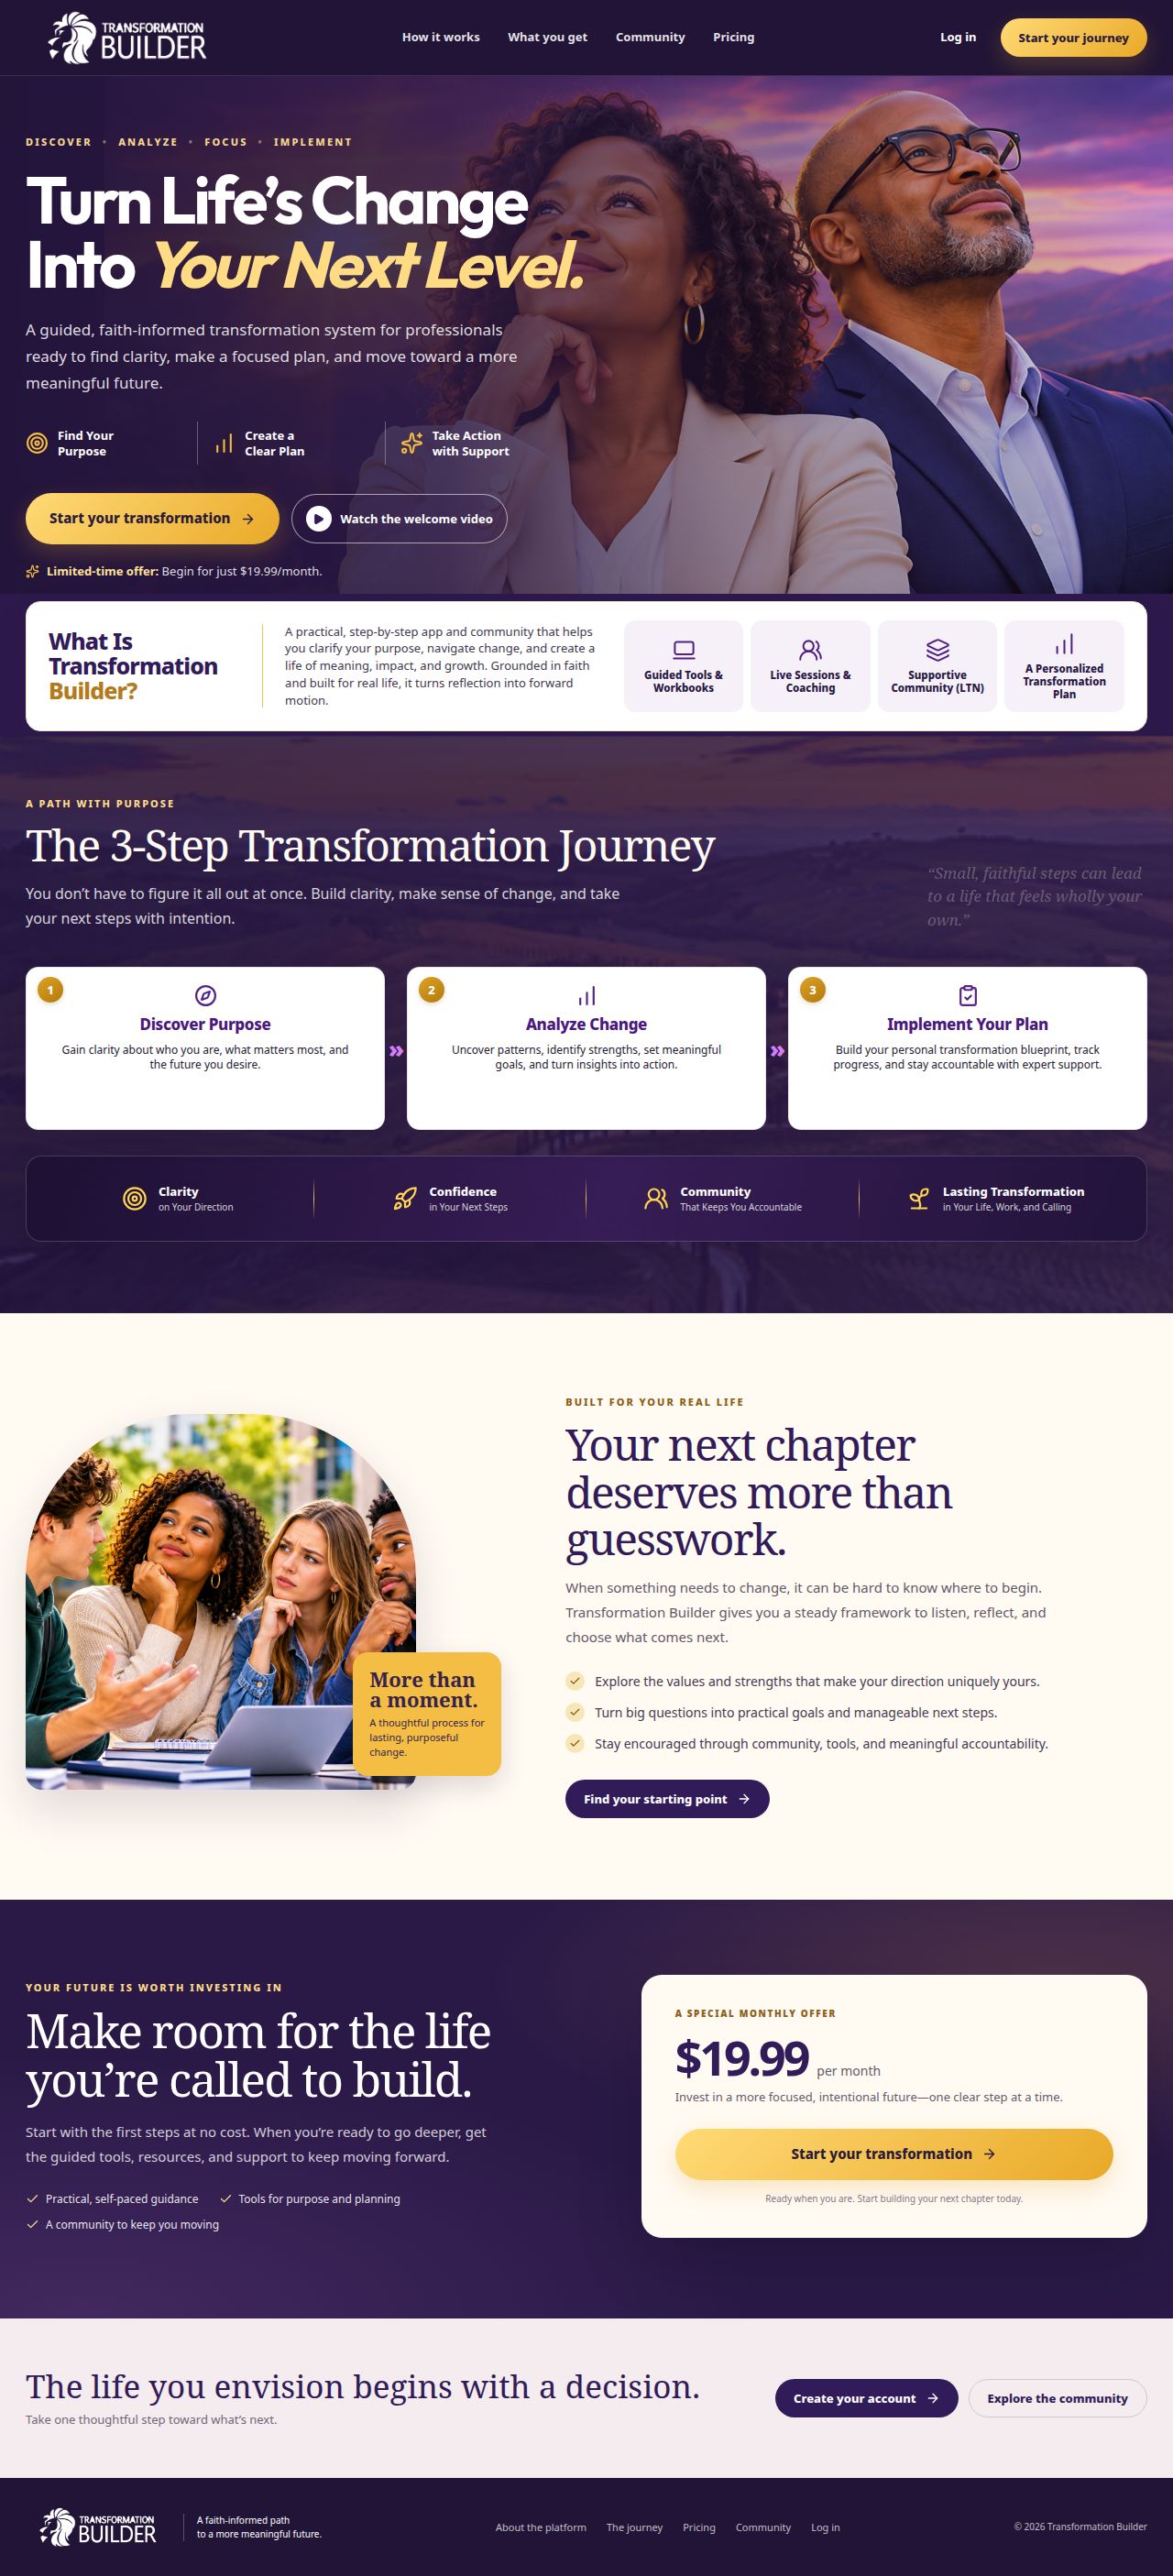 TRANSFORMATION
BUILDER
How it works
What you get
Community
Pricing
Log in
Start your journey
DISCOVER • ANALYZE • FOCUS • IMPLEMENT
Turn Life’s Change
Into Your Next Level.
A guided, faith-informed transformation system for professionals
ready to find clarity, make a focused plan, and move toward a more
meaningful future.
Find Your
Purpose
Create a
Clear Plan
Take Action
with Support
Start your transformation →
Watch the welcome video
Limited-time offer: Begin for just $19.99/month.
What Is
Transformation
Builder?
A practical, step-by-step app and community that helps
you clarify your purpose, navigate change, and create a
life of meaning, impact, and growth. Grounded in faith
and built for real life, it turns reflection into forward
motion.
Guided Tools &
Workbooks
Live Sessions &
Coaching
Supportive
Community (LTN)
A Personalized
Transformation
Plan
A PATH WITH PURPOSE
The 3-Step Transformation Journey
You don’t have to figure it all out at once. Build clarity, make sense of change, and take
your next steps with intention.
“Small, faithful steps can lead
to a life that feels wholly your
own.”
1
Discover Purpose
Gain clarity about who you are, what matters most, and
the future you desire.
»
2
Analyze Change
Uncover patterns, identify strengths, set meaningful
goals, and turn insights into action.
»
3
Implement Your Plan
Build your personal transformation blueprint, track
progress, and stay accountable with expert support.
Clarity
on Your Direction
Confidence
in Your Next Steps
Community
That Keeps You Accountable
Lasting Transformation
in Your Life, Work, and Calling
BUILT FOR YOUR REAL LIFE
Your next chapter
deserves more than
guesswork.
When something needs to change, it can be hard to know where to begin.
Transformation Builder gives you a steady framework to listen, reflect, and
choose what comes next.
Explore the values and strengths that make your direction uniquely yours.
Turn big questions into practical goals and manageable next steps.
Stay encouraged through community, tools, and meaningful accountability.
Find your starting point →
More than
a moment.
A thoughtful process for
lasting, purposeful
change.
YOUR FUTURE IS WORTH INVESTING IN
Make room for the life
you’re called to build.
Start with the first steps at no cost. When you’re ready to go deeper, get
the guided tools, resources, and support to keep moving forward.
Practical, self-paced guidance
Tools for purpose and planning
A community to keep you moving
A SPECIAL MONTHLY OFFER
$19.99 per month
Invest in a more focused, intentional future—one clear step at a time.
Start your transformation →
Ready when you are. Start building your next chapter today.
The life you envision begins with a decision.
Take one thoughtful step toward what’s next.
Create your account →
Explore the community
TRANSFORMATION
BUILDER
A faith-informed path
to a more meaningful future.
About the platform
The journey
Pricing
Community
Log in
© 2026 Transformation Builder